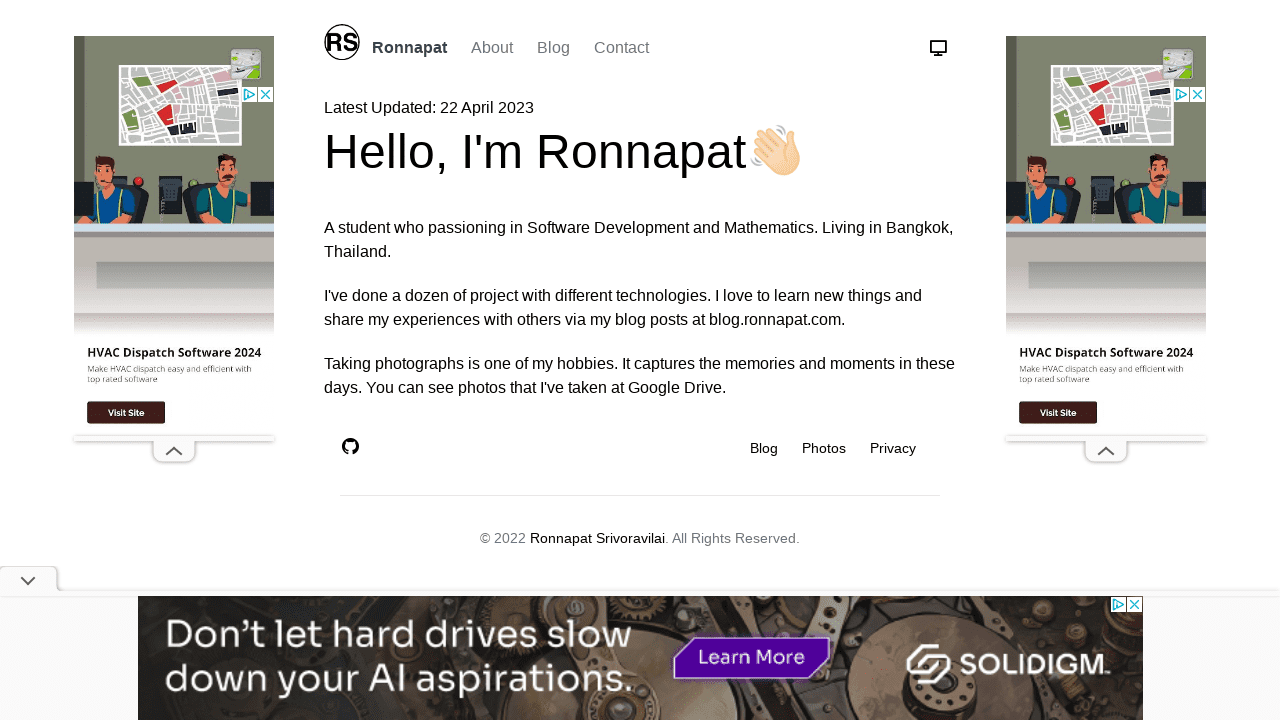 RS
Ronnapat About Blog Contact
Latest Updated: 22 April 2023
Hello, I'm Ronnapat
A student who passioning in Software Development and Mathematics. Living in Bangkok,
Thailand.
I've done a dozen of project with different technologies. I love to learn new things and
share my experiences with others via my blog posts at blog.ronnapat.com.
Taking photographs is one of my hobbies. It captures the memories and moments in these
days. You can see photos that I've taken at Google Drive.
Blog Photos Privacy
© 2022 Ronnapat Srivoravilai. All Rights Reserved.
HVAC Dispatch Software 2024
Make HVAC dispatch easy and efficient with
top rated software
Visit Site
HVAC Dispatch Software 2024
Make HVAC dispatch easy and efficient with
top rated software
Visit Site
Don't let hard drives slow
down your AI aspirations.
Learn More
SOLIDIGM